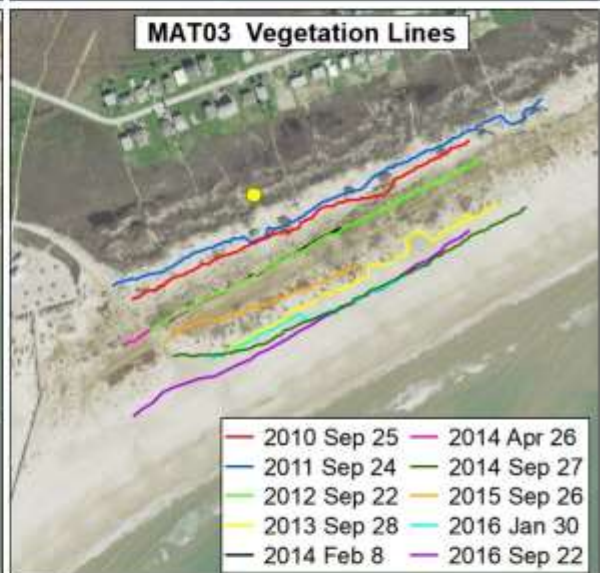 MAT03 Vegetation Lines
2010 Sep 25
2011 Sep 24
2012 Sep 22
2013 Sep 28
2014 Feb 8
2014 Apr 26
2014 Sep 27
2015 Sep 26
2016 Jan 30
2016 Sep 22